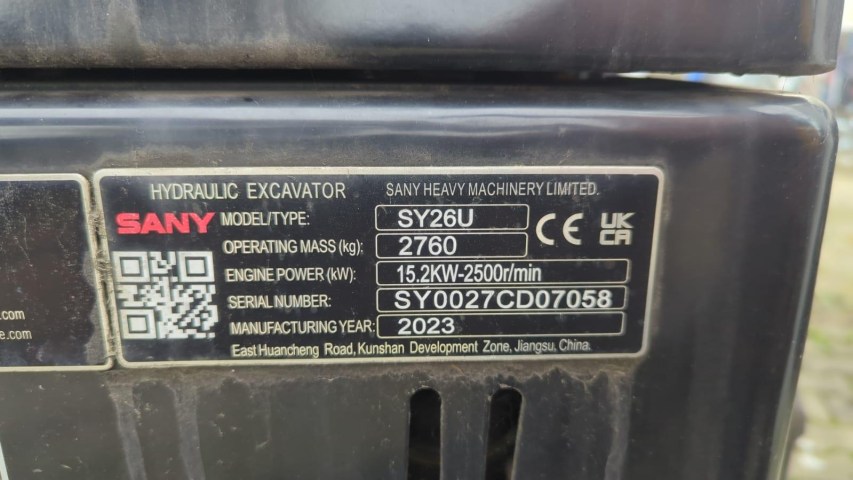 HYDRAULIC EXCAVATOR SANY HEAVY MACHINERY LIMITED.
SANY MODEL/TYPE: SY26U CE UK CA
OPERATING MASS (kg): 2760
ENGINE POWER (kW): 15.2KW-2500r/min
SERIAL NUMBER: SY0027CD07058
MANUFACTURING YEAR: 2023
East Huancheng Road, Kunshan Development Zone, Jiangsu, China.
.com
e.com